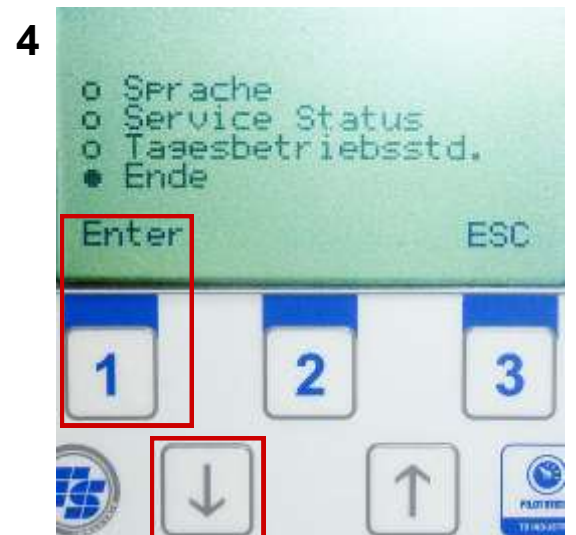 4
Sprache
Service Status
Tagesbetriebsstd.
Ende
Enter ESC
1 2 3